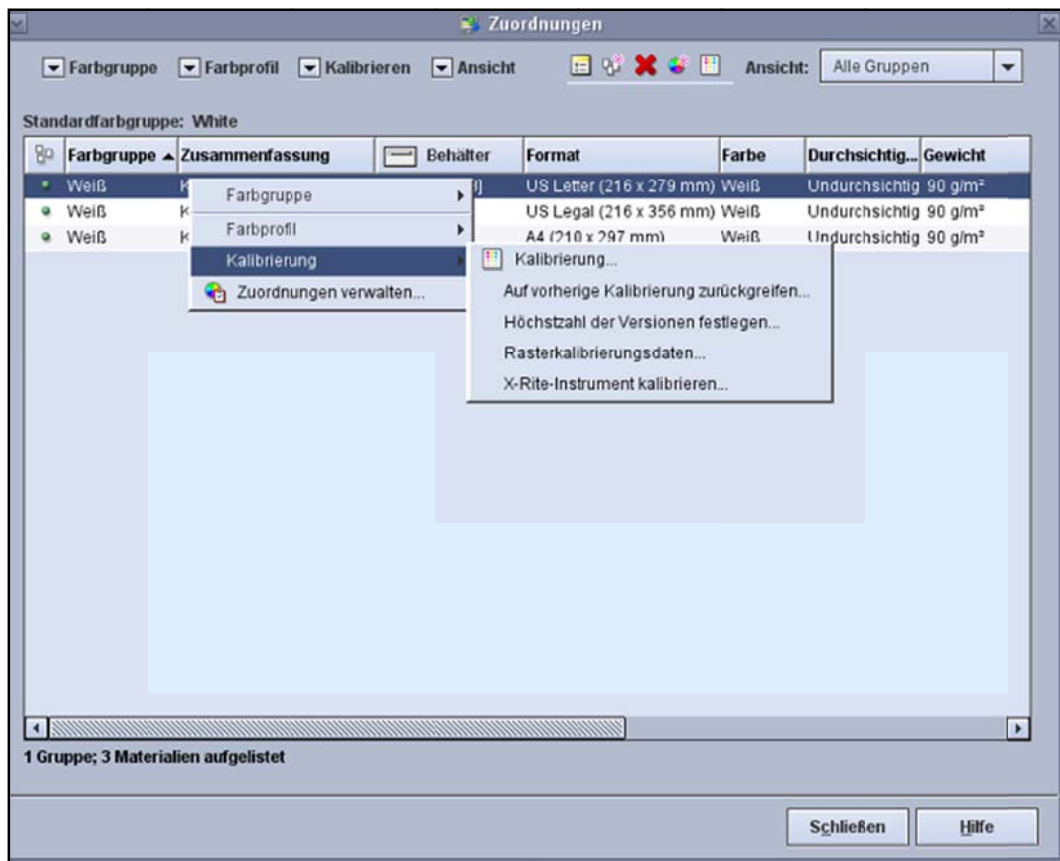 Zuordnungen
Farbgruppe Farbprofil Kalibrieren Ansicht Ansicht: Alle Gruppen
Standardfarbgruppe: White
Farbgruppe Zusammenfassung Behälter Format Farbe Durchsichtig... Gewicht
Weiß K US Letter (216 x 279 mm) Weiß Undurchsichtig 90 g/m²
Weiß K US Legal (216 x 356 mm) Weiß Undurchsichtig 90 g/m²
Weiß K A4 (210 x 297 mm) Weiß Undurchsichtig 90 g/m²
Farbgruppe
Farbprofil
Kalibrierung
Zuordnungen verwalten...
Kalibrierung...
Auf vorherige Kalibrierung zurückgreifen...
Höchstzahl der Versionen festlegen...
Rasterkalibrierungsdaten...
X-Rite-Instrument kalibrieren...
1 Gruppe; 3 Materialien aufgelistet
Schließen Hilfe